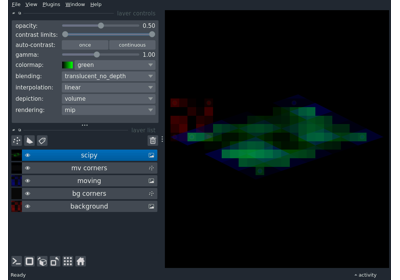 File View Plugins Window Help
layer controls
opacity: 0.50
contrast limits:
auto-contrast: once continuous
gamma: 1.00
colormap: green
blending: translucent_no_depth
interpolation: linear
depiction: volume
rendering: mip
layer list
scipy
mv corners
moving
bg corners
background
Ready activity